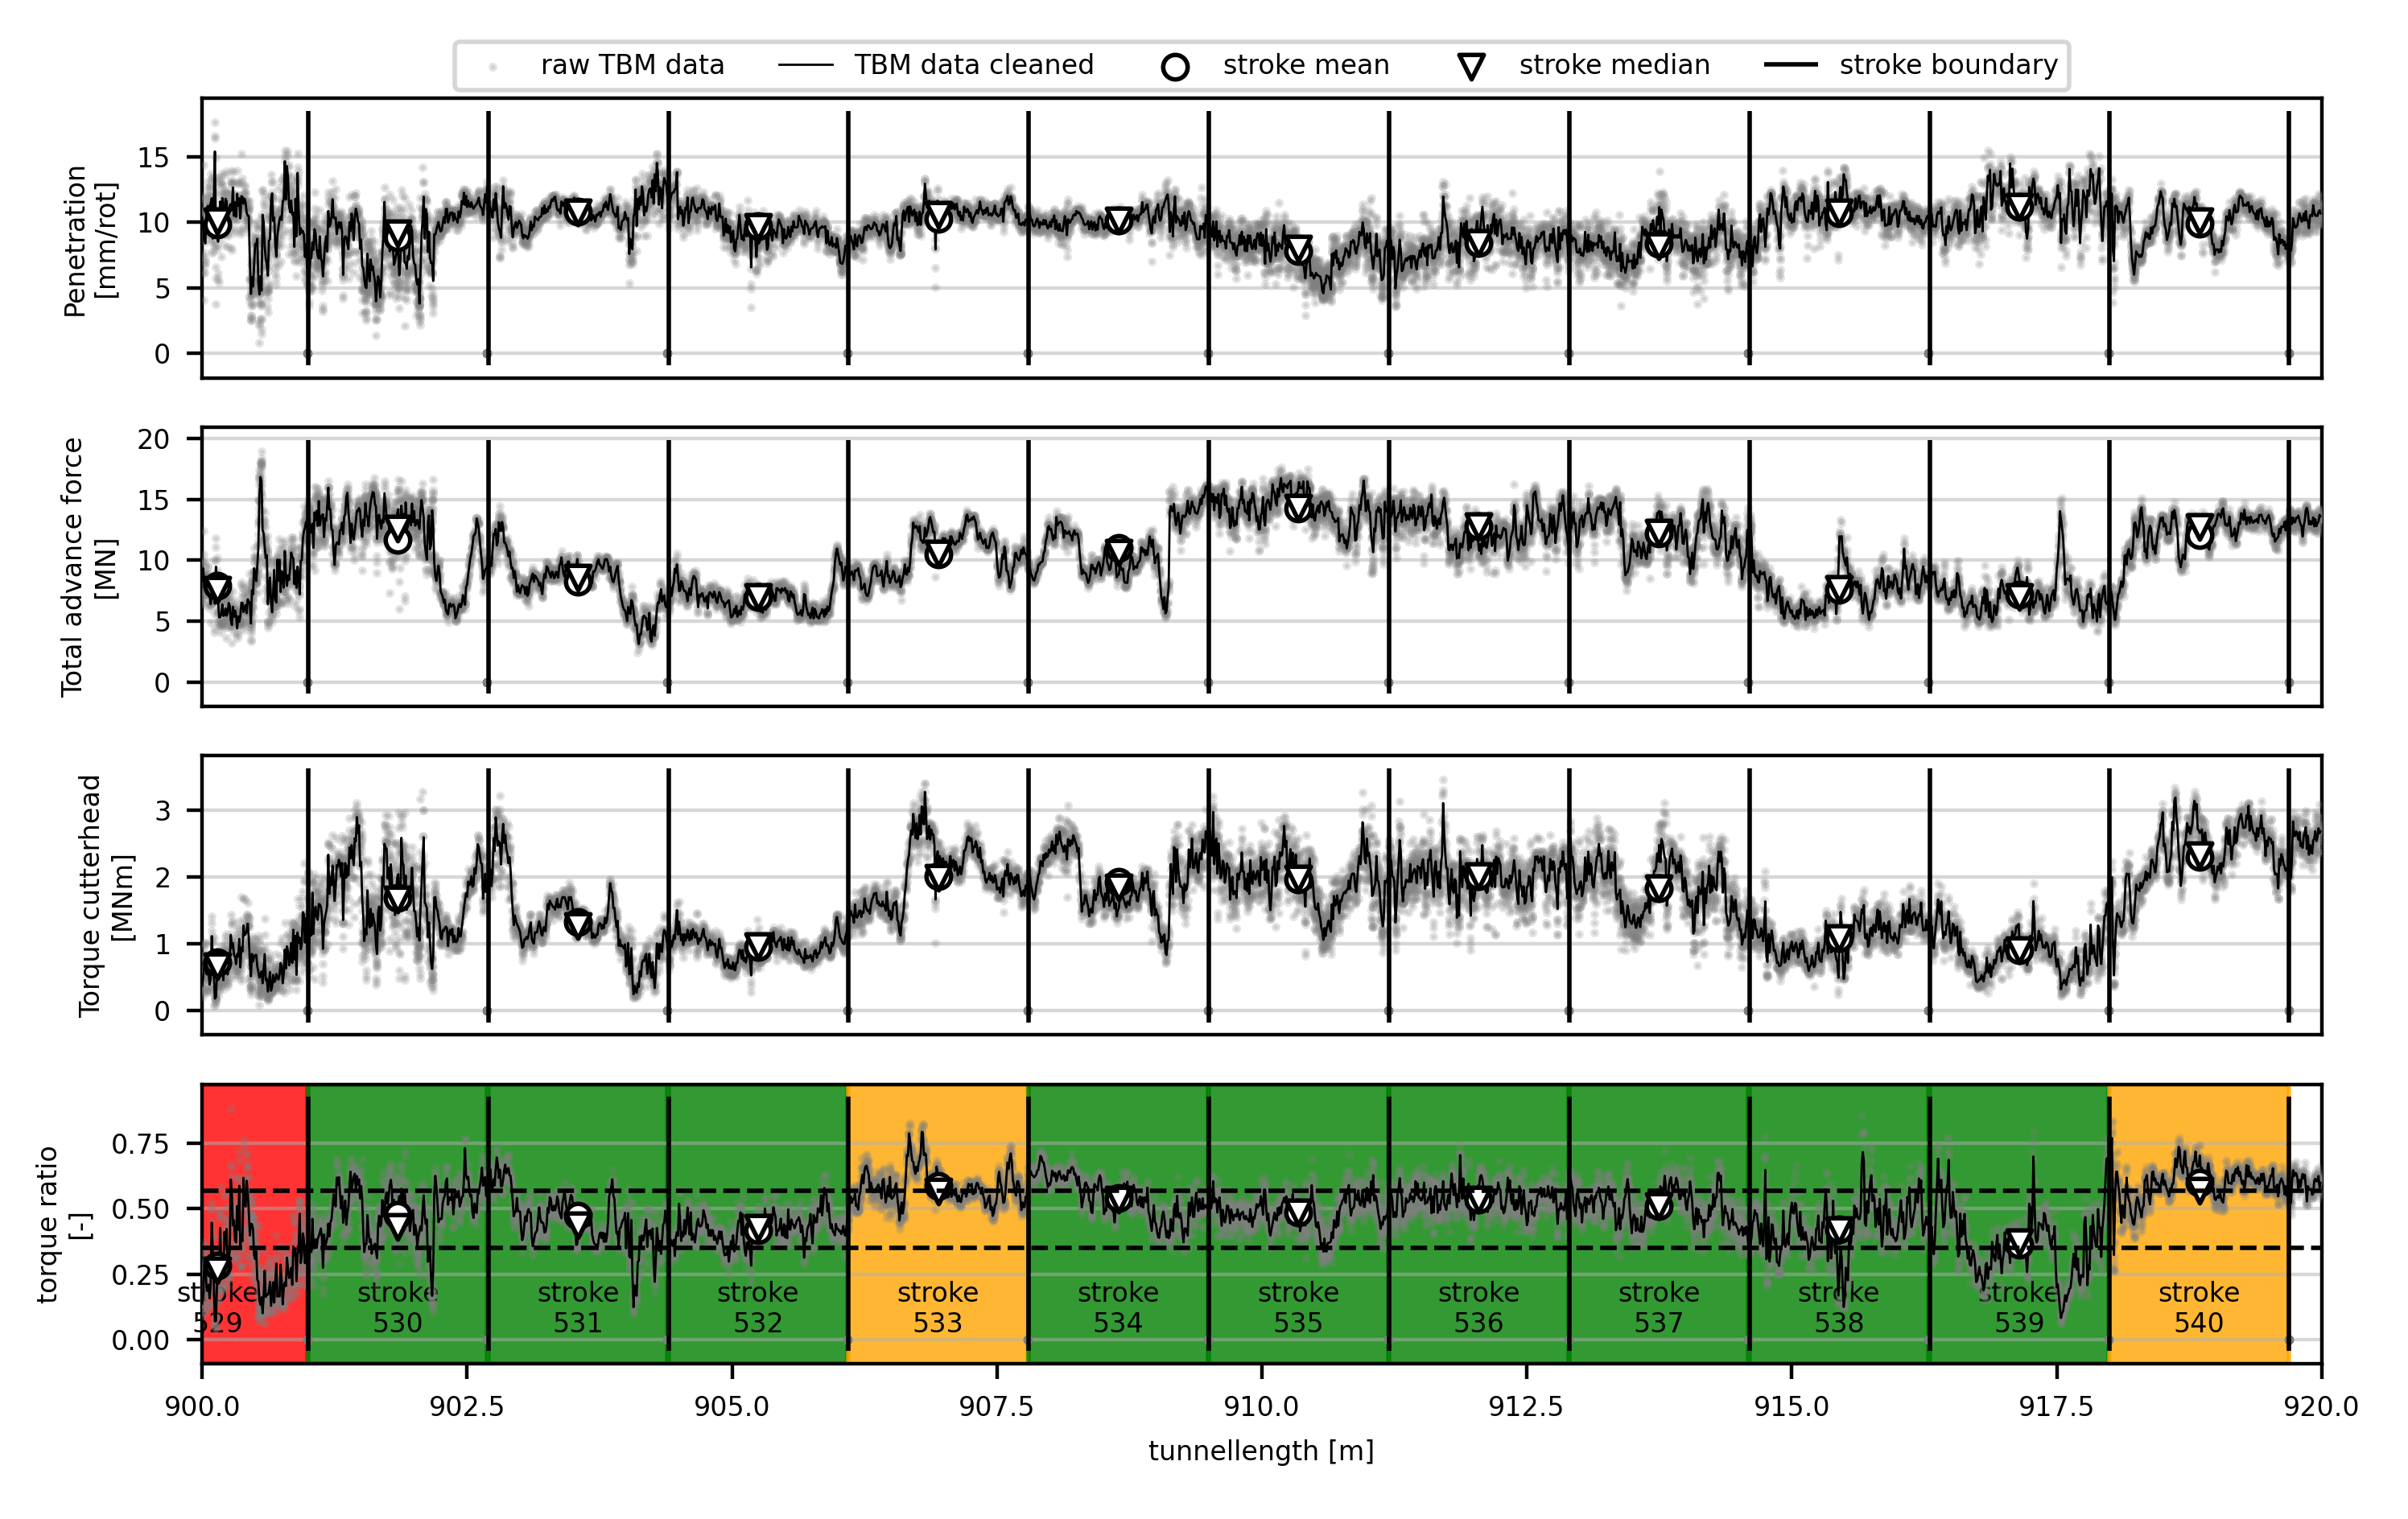 raw TBM data TBM data cleaned stroke mean stroke median stroke boundary
Penetration
[mm/rot]
15
10
5
0
Total advance force
[MN]
20
15
10
5
0
Torque cutterhead
[MNm]
3
2
1
0
torque ratio
[-]
0.75
0.50
0.25
0.00
stroke
529
stroke
530
stroke
531
stroke
532
stroke
533
stroke
534
stroke
535
stroke
536
stroke
537
stroke
538
stroke
539
stroke
540
900.0 902.5 905.0 907.5 910.0 912.5 915.0 917.5 920.0
tunnellength [m]